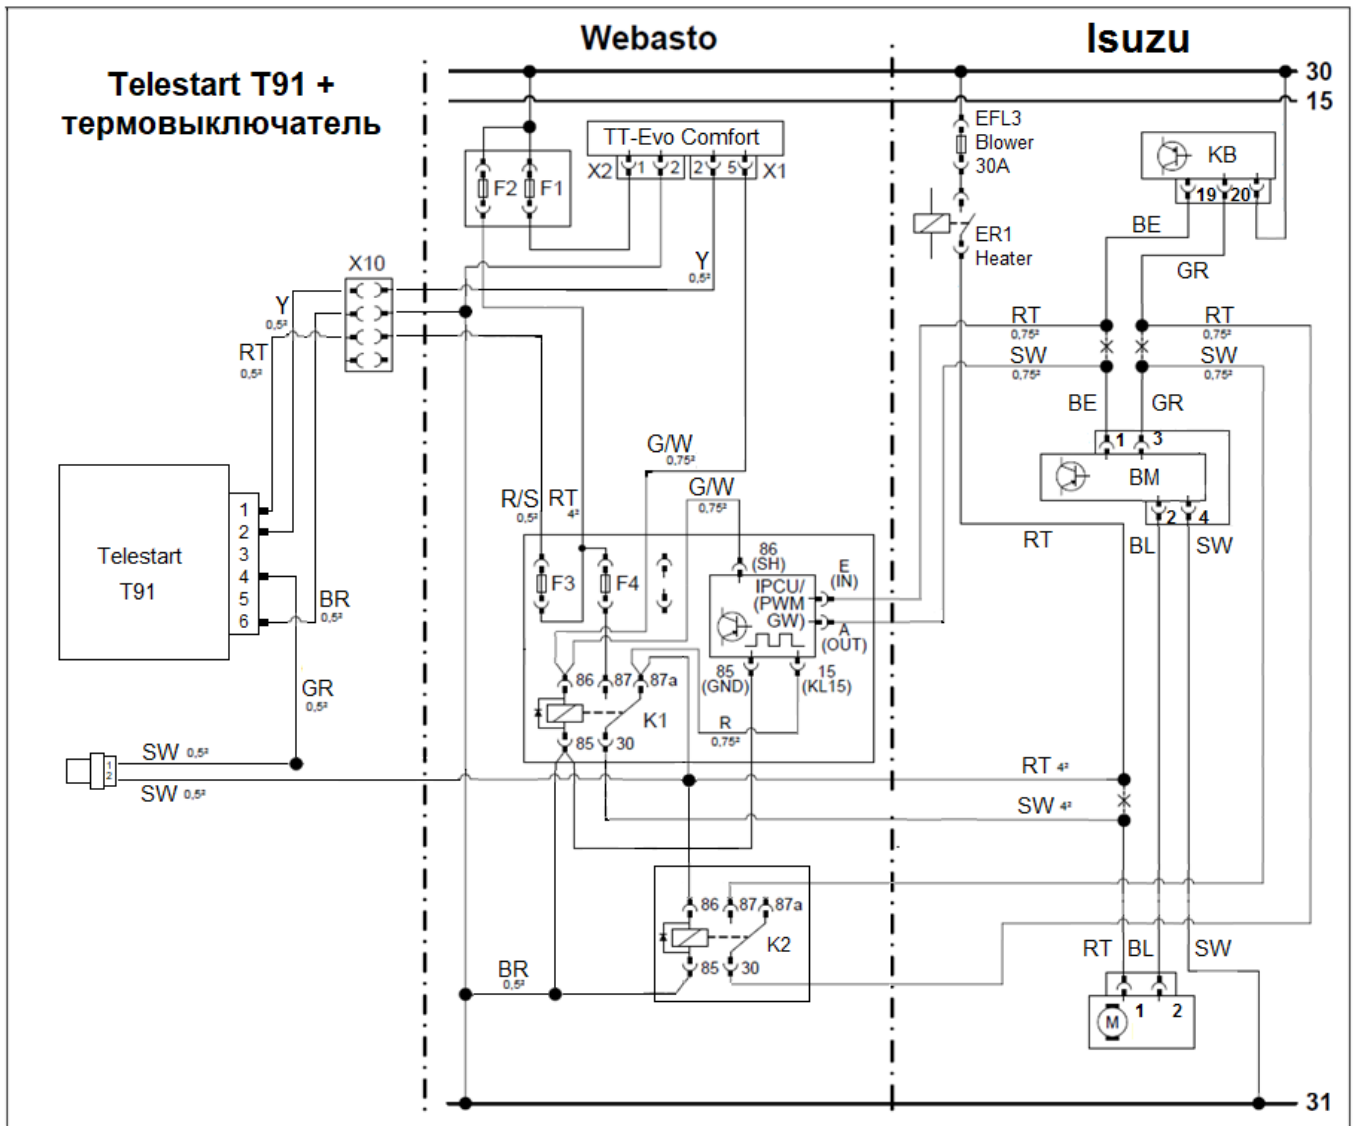 Webasto
Isuzu
Telestart T91 +
термовыключатель
30
15
TT-Evo Comfort
X2 1 2 2 5 X1
F2 F1
EFL3
Blower
30A
KB
19 20
BE
GR
ER1
Heater
X10
Y
0,5²
Y
0,5²
RT
0,5²
RT
0,75²
RT
0,75²
SW
0,75²
SW
0,75²
BE GR
1 3
BM
2 4
RT BL SW
G/W
0,75²
G/W
0,75²
R/S
0,5²
RT
4²
Telestart
T91
1
2
3
4
5
6
BR
0,5²
GR
0,5²
86
(SH)
E
(IN)
F3 F4
IPCU/
(PWM
GW)
A
(OUT)
85
(GND)
15
(KL15)
86 87 87a
K1
R
0,75²
85 30
SW 0,5²
1
2
SW 0,5²
RT 4²
SW 4²
86 87 87a
K2
85 30
BR
0,5²
RT BL SW
M
1 2
31